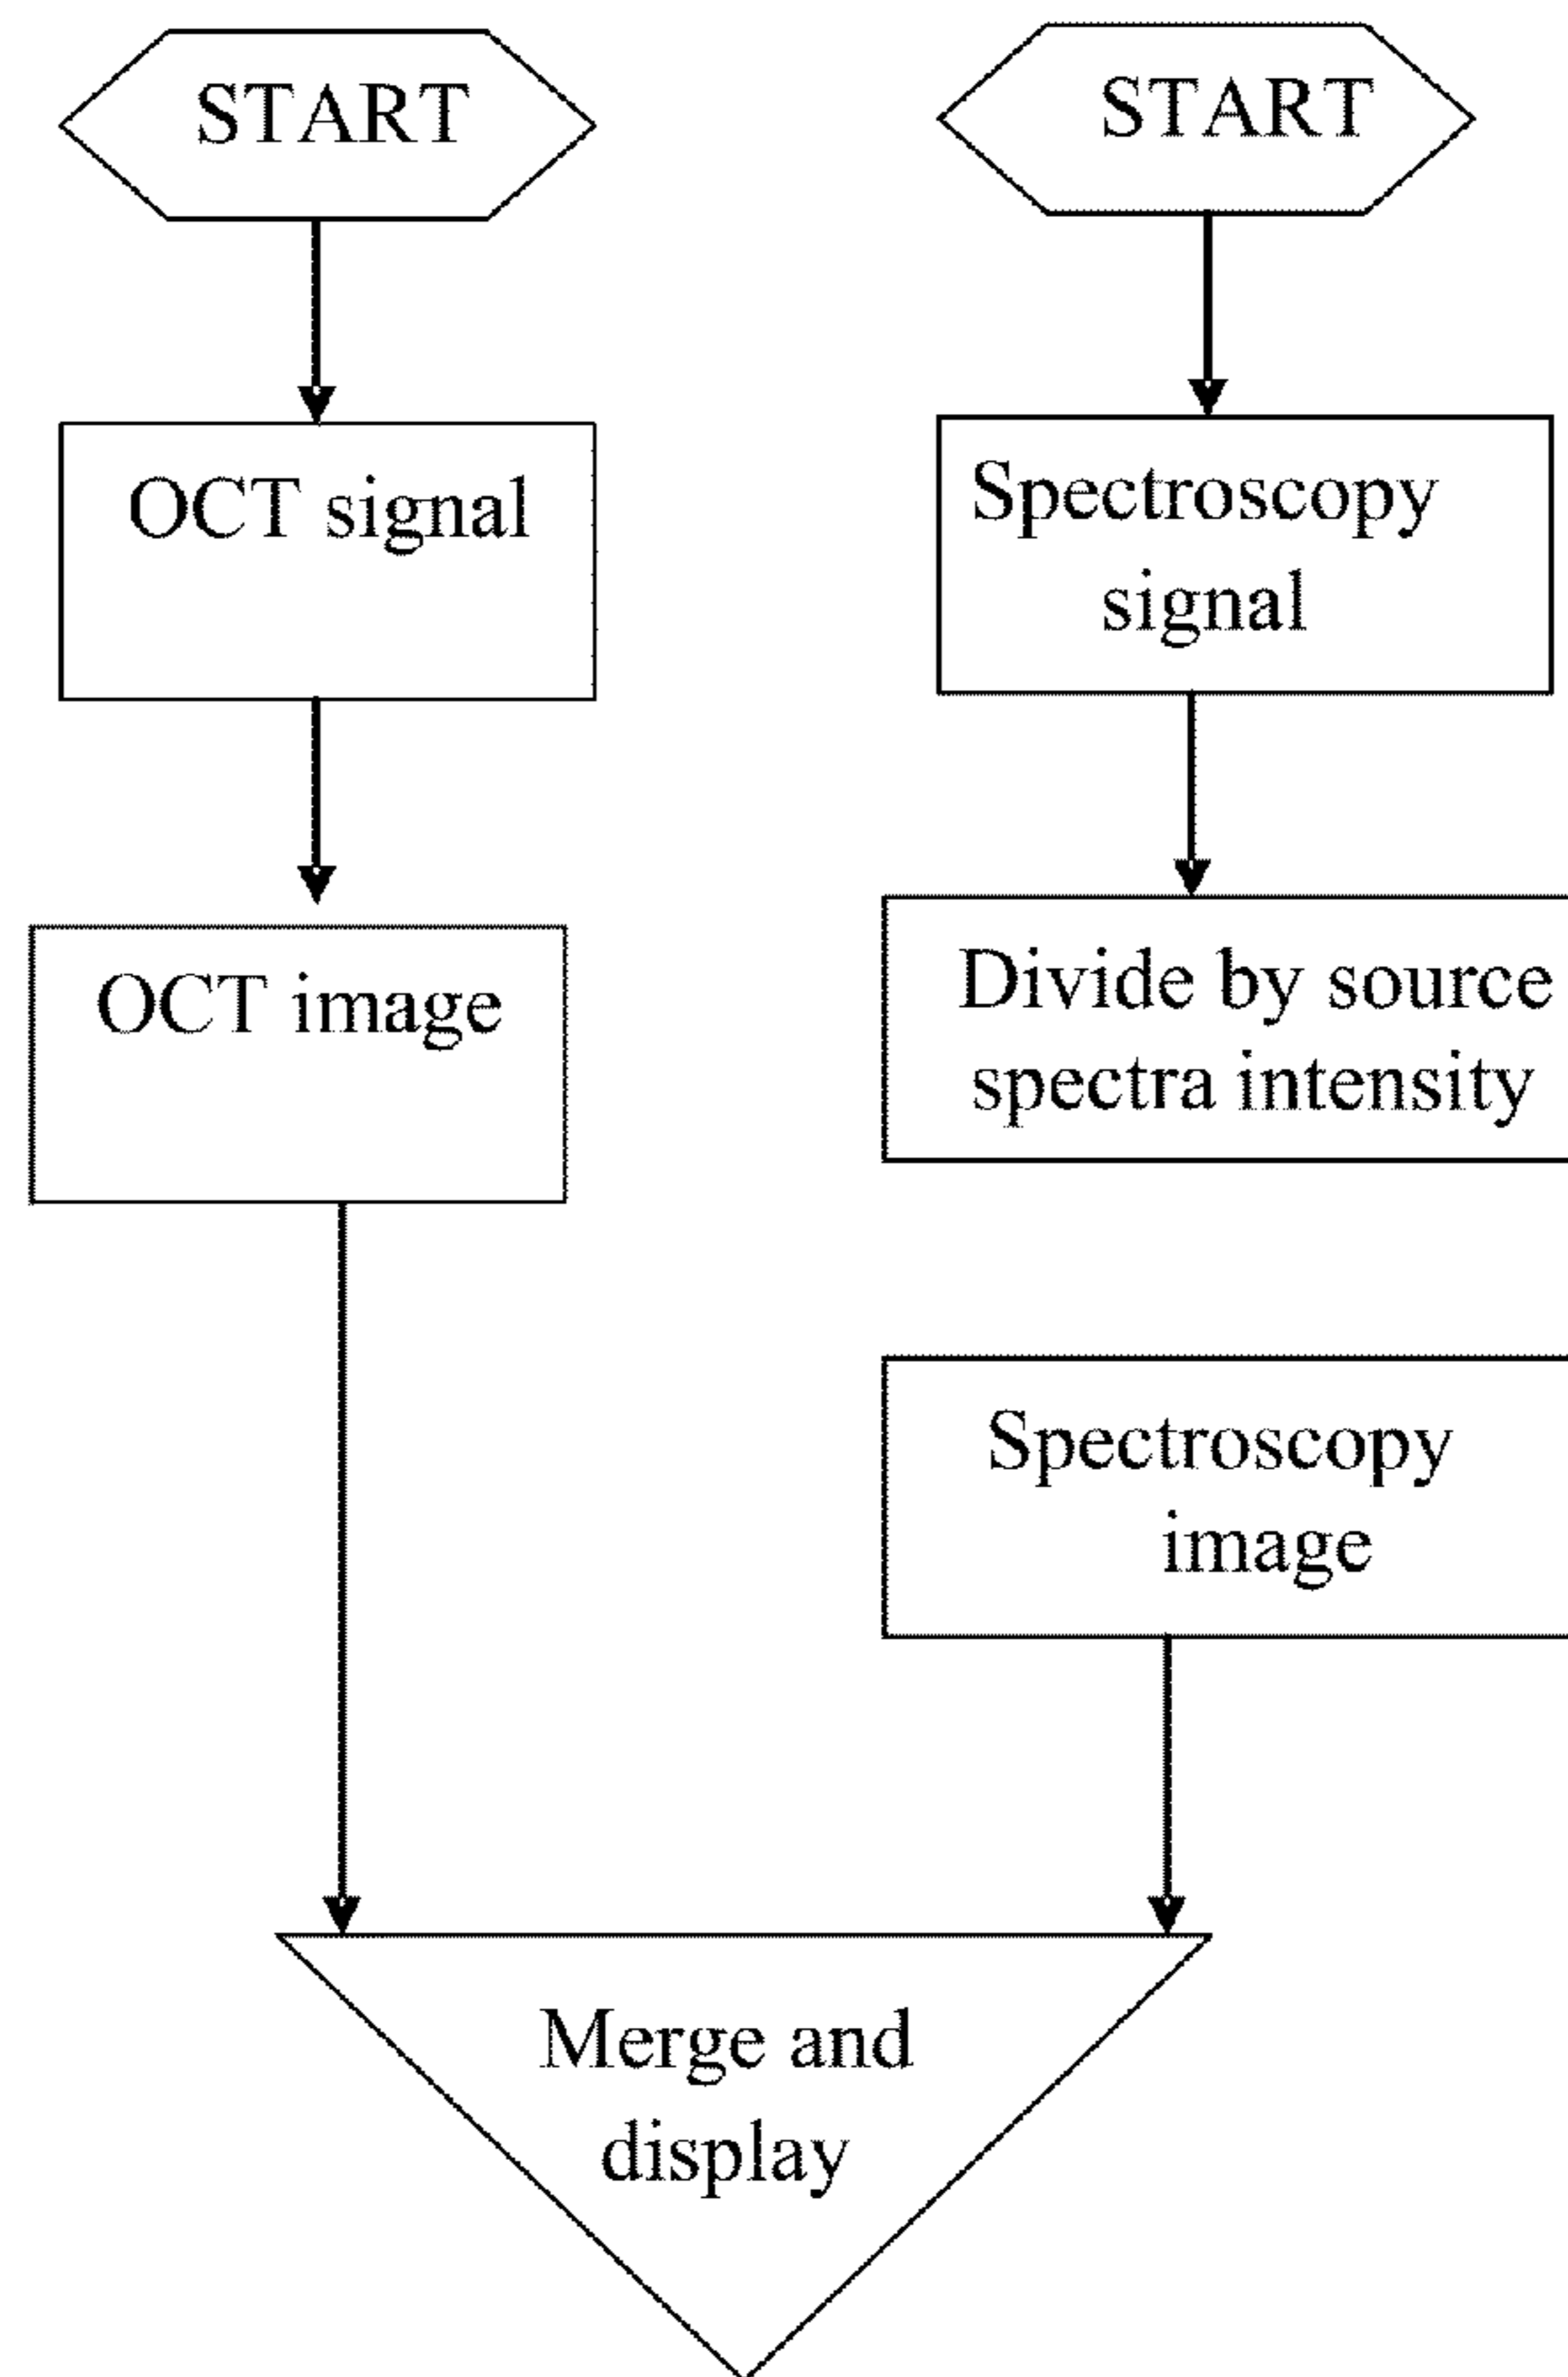 START
OCT signal
OCT image
START
Spectroscopy
signal
Divide by source
spectra intensity
Spectroscopy
image
Merge and
display